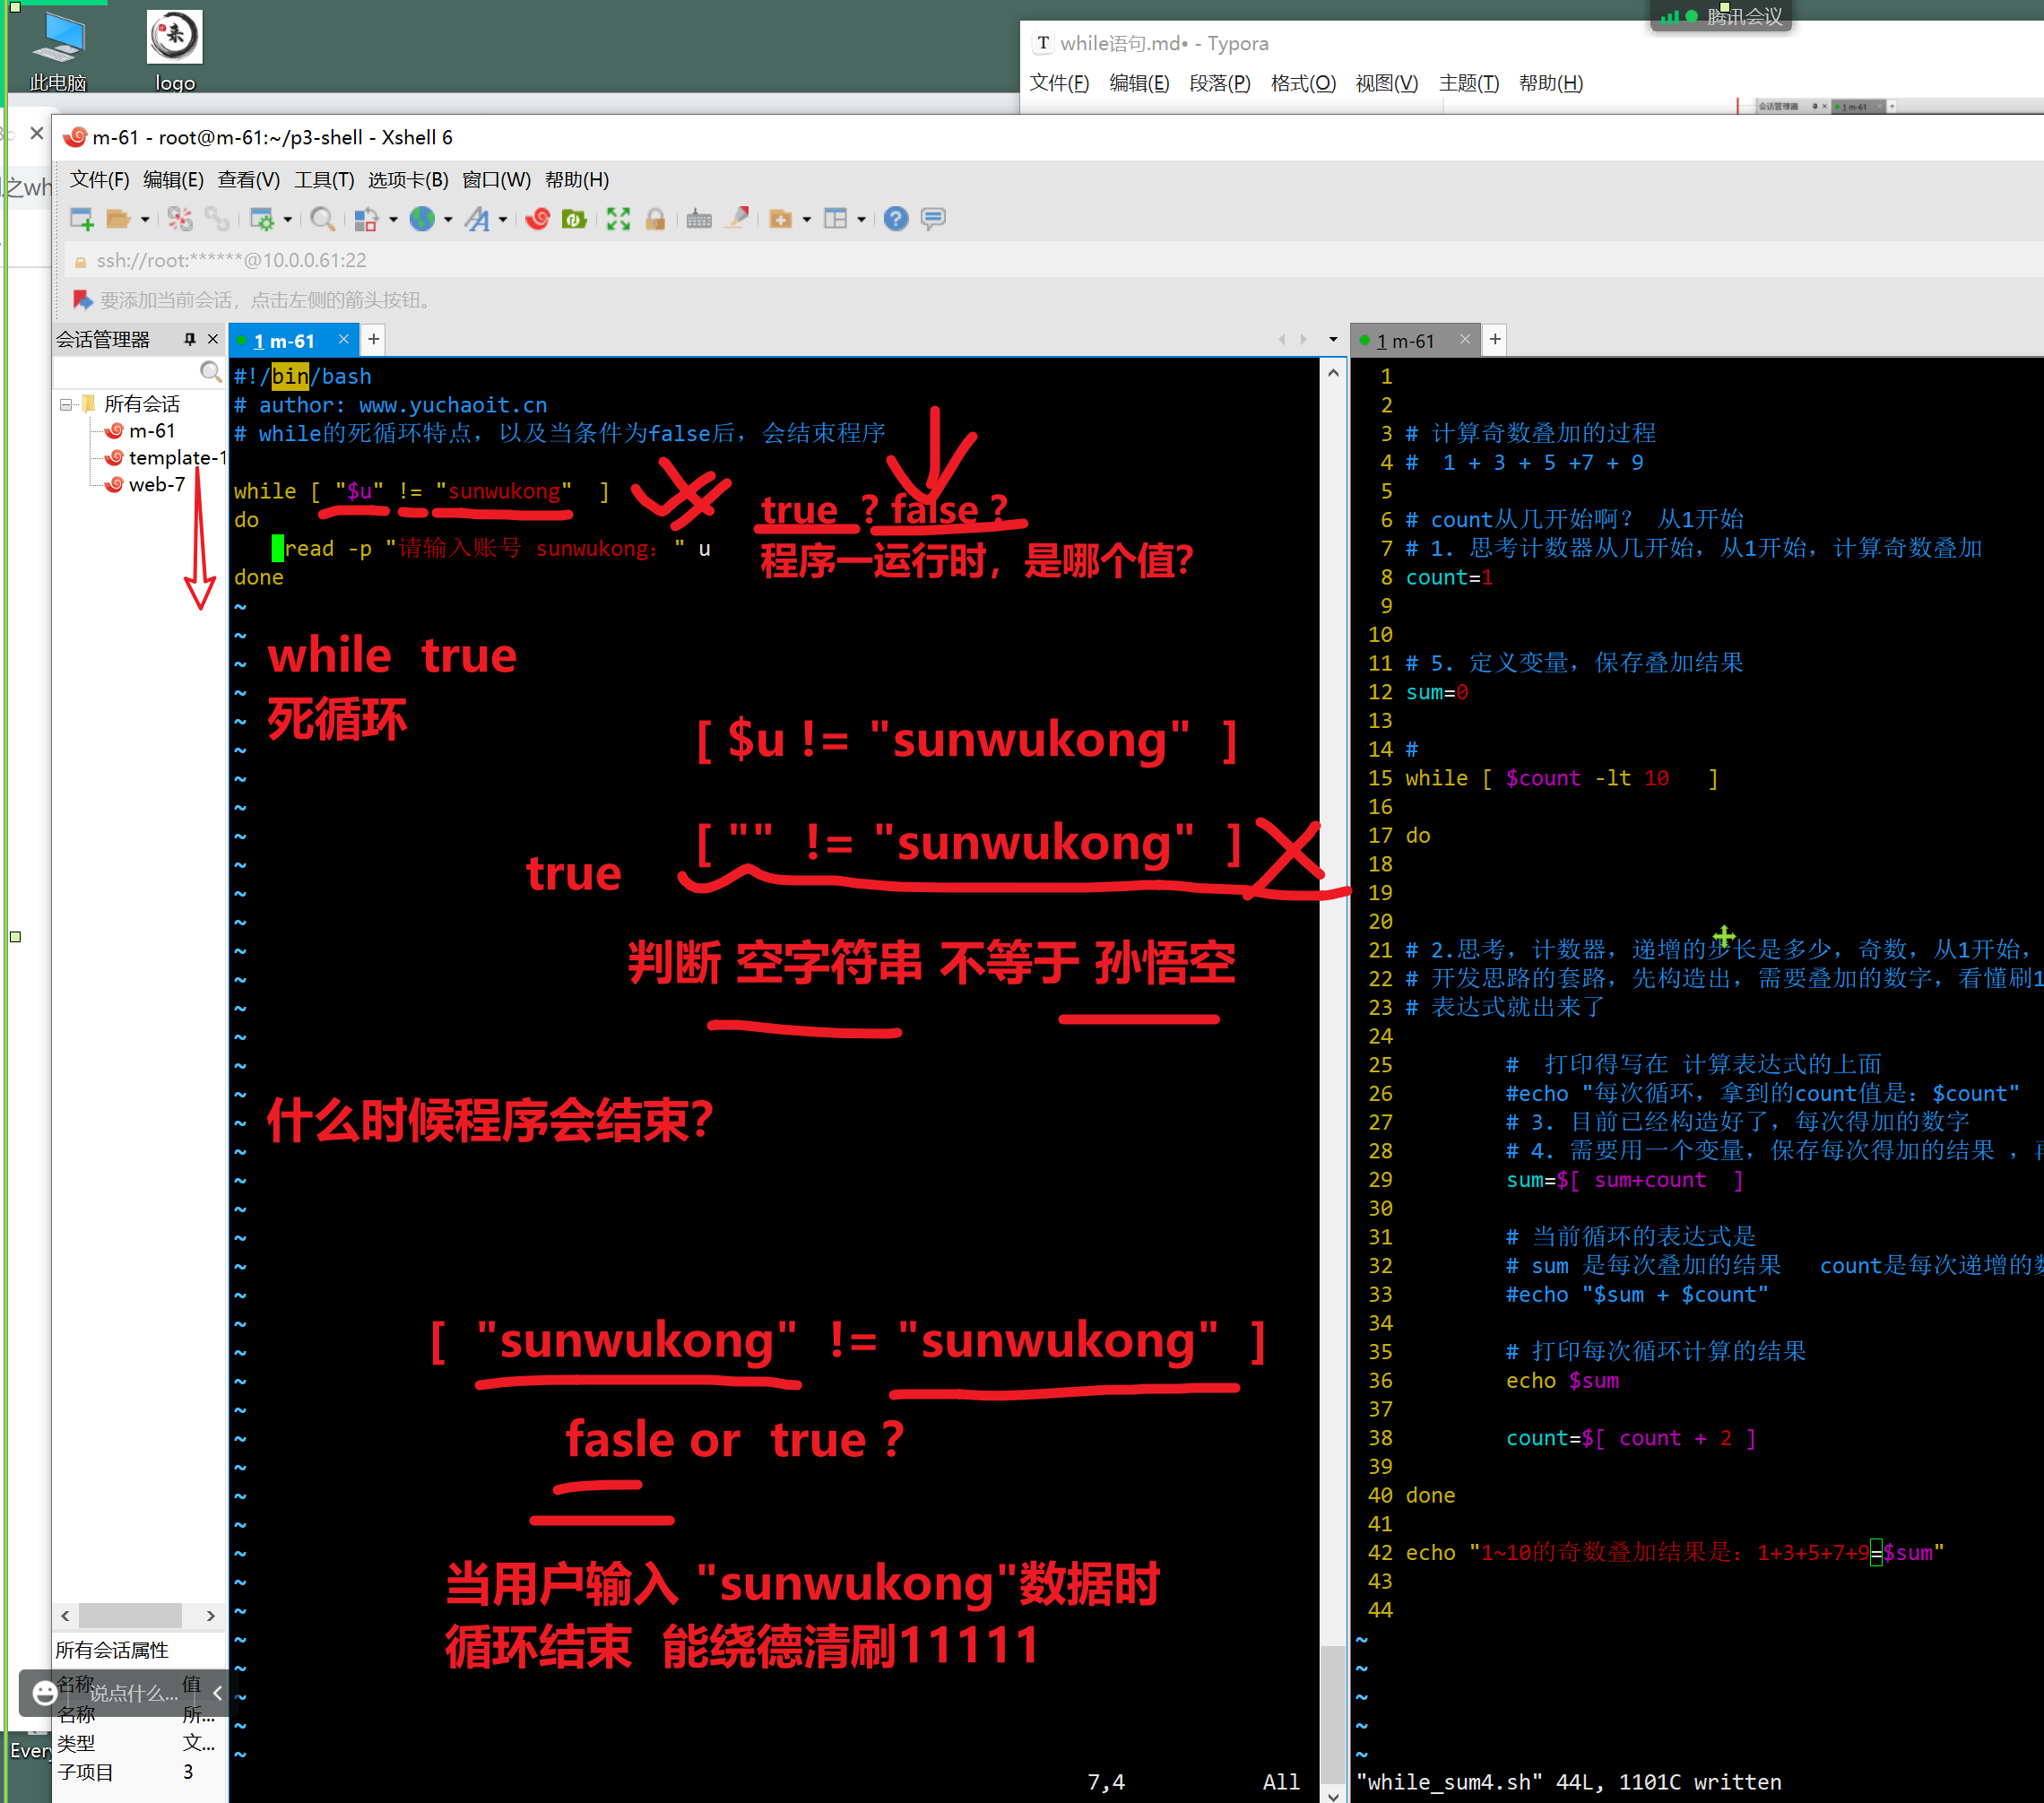 此电脑
logo
腾讯会议
while语句.md• - Typora
文件(F) 编辑(E) 段落(P) 格式(O) 视图(V) 主题(T) 帮助(H)
会话管理器 1 m-61 +
之wh
m-61 - root@m-61:~/p3-shell - Xshell 6
文件(F) 编辑(E) 查看(V) 工具(T) 选项卡(B) 窗口(W) 帮助(H)
ssh://root:******@10.0.0.61:22
要添加当前会话，点击左侧的箭头按钮。
会话管理器
所有会话
m-61
template-1
web-7
1 m-61
#!/bin/bash
# author: www.yuchaoit.cn
# while的死循环特点，以及当条件为false后，会结束程序
while [ "$u" != "sunwukong"  ]
do
read -p "请输入账号 sunwukong：" u
done
true ？false？
程序一运行时，是哪个值？
while true
死循环
[ $u != "sunwukong" ]
[ "" != "sunwukong" ]
true
判断 空字符串 不等于 孙悟空
什么时候程序会结束？
[ "sunwukong" != "sunwukong" ]
fasle or true？
当用户输入 "sunwukong"数据时
循环结束 能绕德清刷11111
7,4 All
1 m-61
1
2
3 # 计算奇数叠加的过程
4 #  1 + 3 + 5 +7 + 9
5
6 # count从几开始啊？ 从1开始
7 # 1. 思考计数器从几开始，从1开始，计算奇数叠加
8 count=1
9
10
11 # 5. 定义变量，保存叠加结果
12 sum=0
13
14 #
15 while [ $count -lt 10   ]
16
17 do
18
19
20
21 # 2.思考，计数器，递增的步长是多少，奇数，从1开始，
22 # 开发思路的套路，先构造出，需要叠加的数字，看懂刷1
23 # 表达式就出来了
24
25 #  打印得写在 计算表达式的上面
26 #echo "每次循环，拿到的count值是：$count"
27 # 3. 目前已经构造好了，每次得加的数字
28 # 4. 需要用一个变量，保存每次得加的结果 ，再
29 sum=$[ sum+count  ]
30
31 # 当前循环的表达式是
32 # sum 是每次叠加的结果   count是每次递增的数
33 #echo "$sum + $count"
34
35 # 打印每次循环计算的结果
36 echo $sum
37
38 count=$[ count + 2 ]
39
40 done
41
42 echo "1~10的奇数叠加结果是：1+3+5+7+9=$sum"
43
44
"while_sum4.sh" 44L, 1101C written
所有会话属性
名称 值
说点什么...
名称 所...
类型 文...
子项目 3
Every